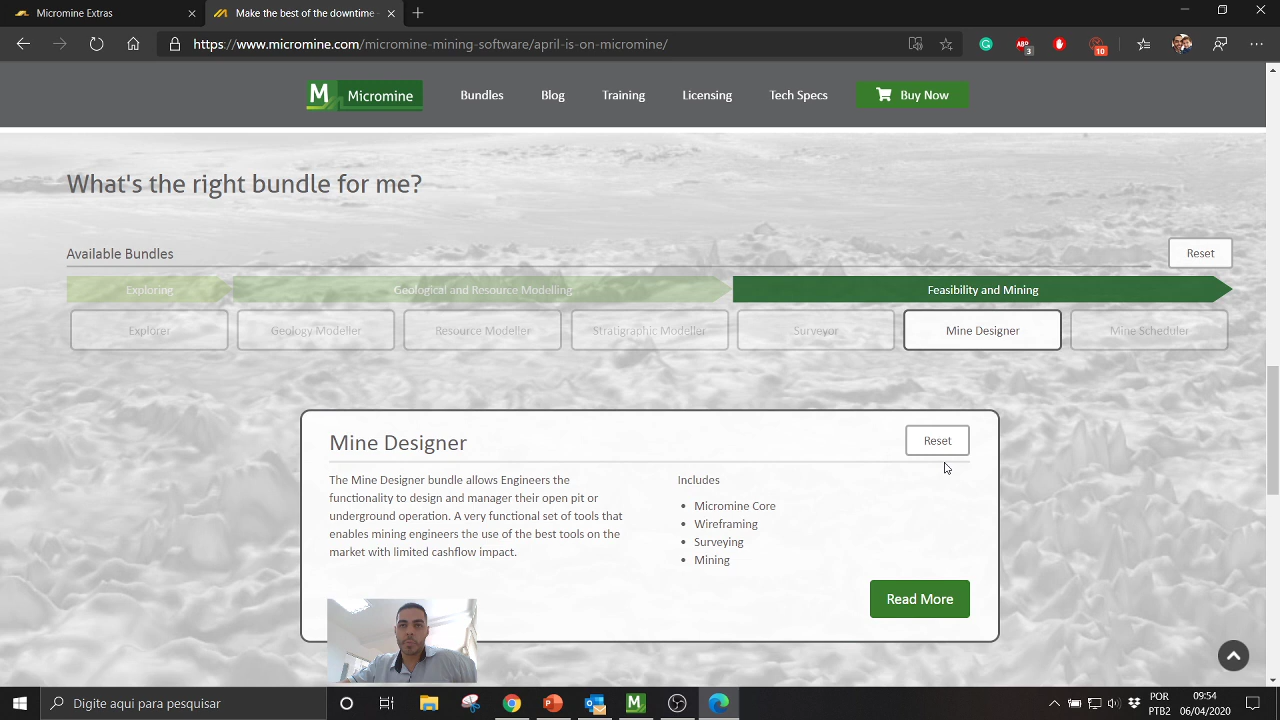 Micromine Extras
Make the best of the downtime
https://www.micromine.com/micromine-mining-software/april-is-on-micromine/
ABP
3
10
M Micromine
Bundles
Blog
Training
Licensing
Tech Specs
Buy Now
What's the right bundle for me?
Available Bundles
Reset
Exploring
Geological and Resource Modelling
Feasibility and Mining
Explorer
Geology Modeller
Resource Modeller
Stratigraphic Modeller
Surveyor
Mine Designer
Mine Scheduler
Mine Designer
Reset
The Mine Designer bundle allows Engineers the
functionality to design and manager their open pit or
underground operation. A very functional set of tools that
enables mining engineers the use of the best tools on the
market with limited cashflow impact.
Includes
Micromine Core
Wireframing
Surveying
Mining
Read More
Digite aqui para pesquisar
POR
PTB2
09:54
06/04/2020